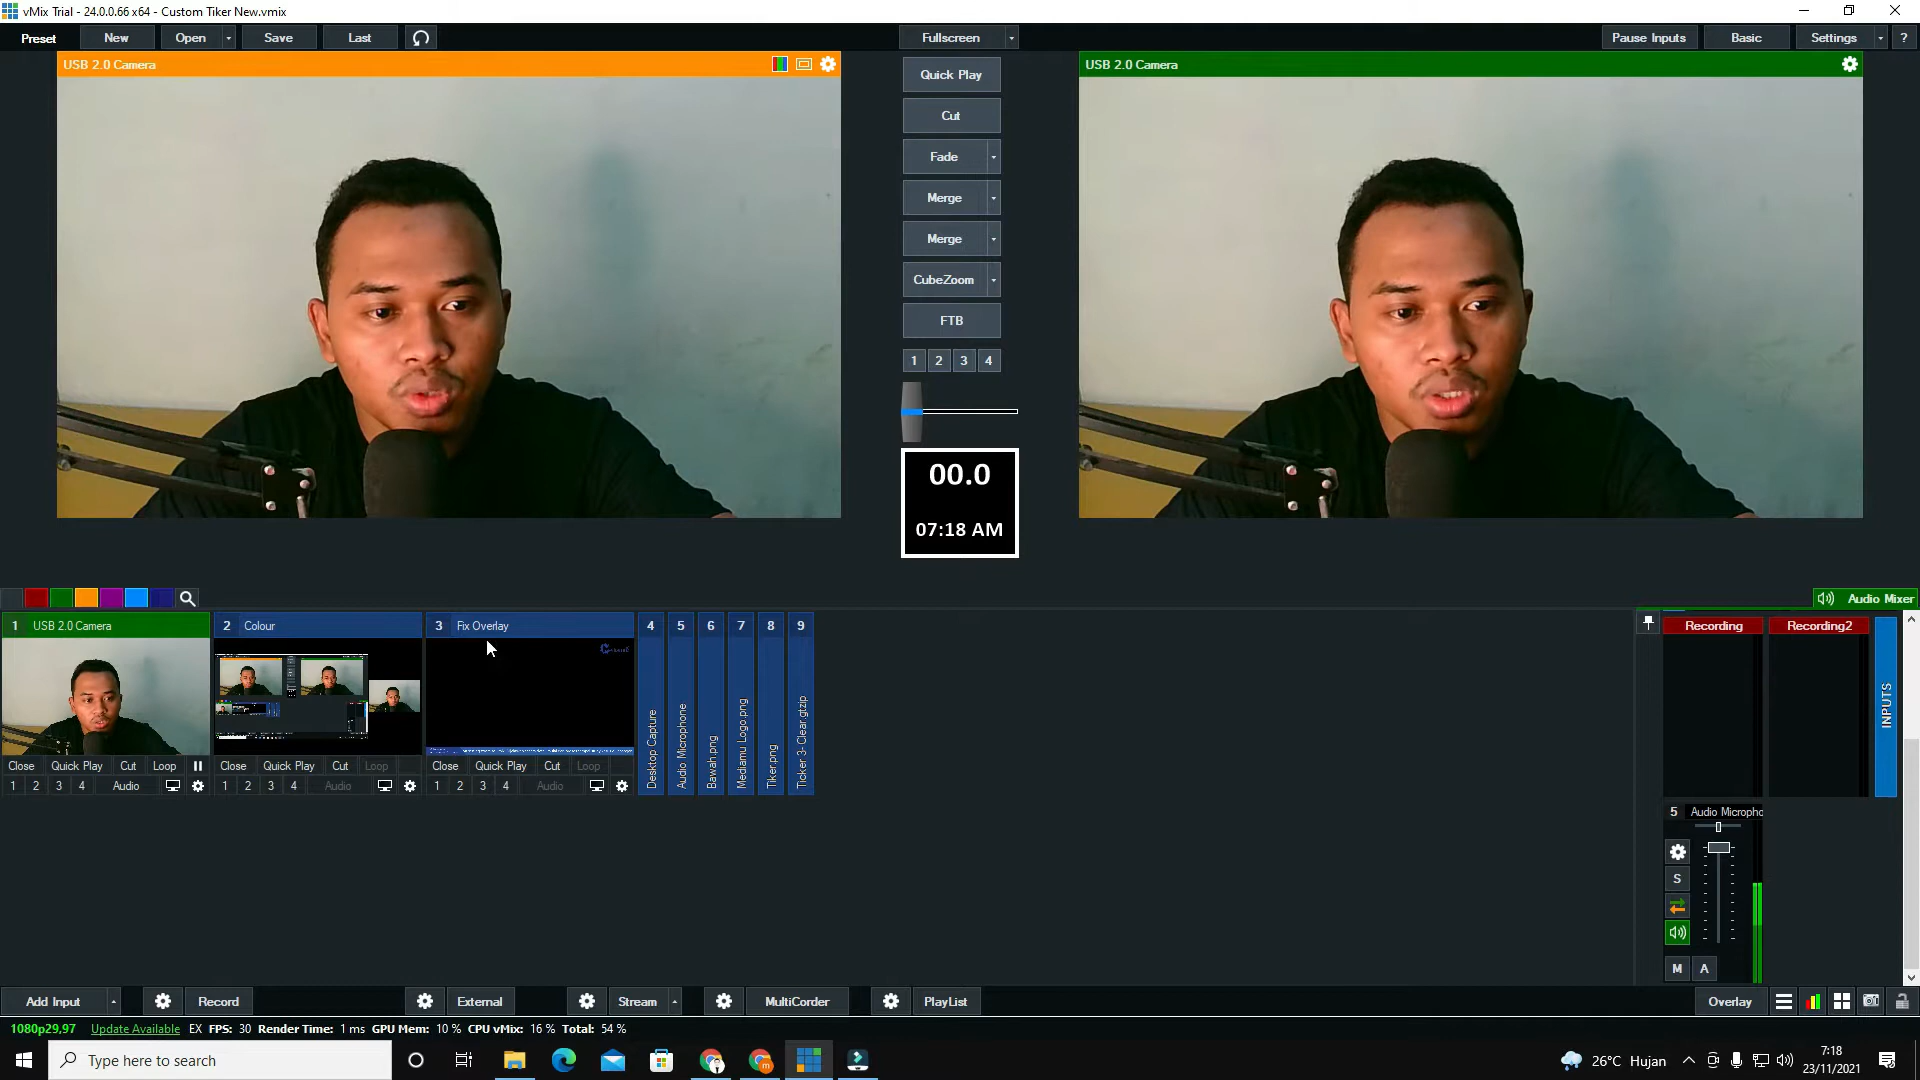 vMix Trial - 24.0.0.66 x64 - Custom Tiker New.vmix
Preset New Open Save Last Fullscreen Pause Inputs Basic Settings ?
USB 2.0 Camera
USB 2.0 Camera
Quick Play
Cut
Fade
Merge
Merge
CubeZoom
FTB
1 2 3 4
00.0
07:18 AM
Audio Mixer
1 USB 2.0 Camera
2 Colour
3 Fix Overlay
4 Desktop Capture
5 Audio Microphone
6 Bawah.png
7 Mediamu Logo.png
8 Tiker.png
9 Ticker 3- Clear.gtzip
Close Quick Play Cut Loop
1 2 3 4 Audio
Close Quick Play Cut Loop
1 2 3 4 Audio
Close Quick Play Cut Loop
1 2 3 4 Audio
Recording Recording2
INPUTS
5 Audio Micropho
S
M A
Add Input Record External Stream MultiCorder PlayList Overlay
1080p29,97 Update Available EX FPS: 30 Render Time: 1 ms GPU Mem: 10 % CPU vMix: 16 % Total: 54 %
Type here to search
26°C Hujan
7:18
23/11/2021